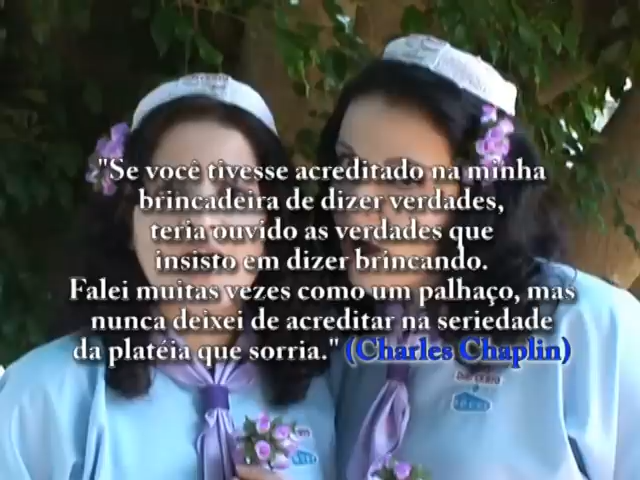 "Se você tivesse acreditado na minha
brincadeira de dizer verdades,
teria ouvido as verdades que
insisto em dizer brincando.
Falei muitas vezes como um palhaço, mas
nunca deixei de acreditar na seriedade
da platéia que sorria." (Charles Chaplin)